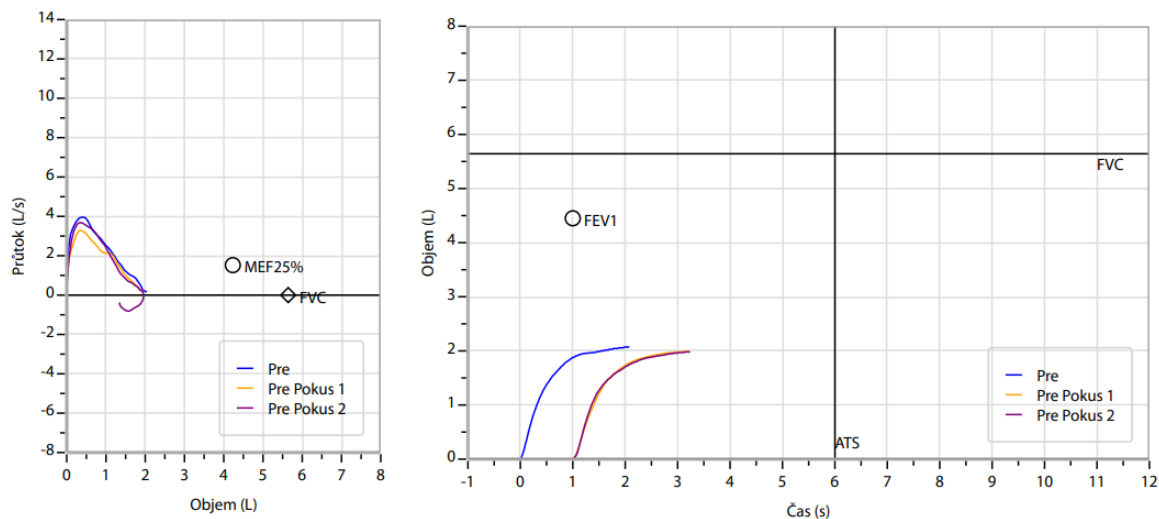 14
12
10
8
6
4
2
0
-2
-4
-6
-8
Průtok (L/s)
MEF25%
FVC
Pre
Pre Pokus 1
Pre Pokus 2
0 1 2 3 4 5 6 7 8
Objem (L)
8
7
6
5
4
3
2
1
0
Objem (L)
FVC
FEV1
Pre
Pre Pokus 1
Pre Pokus 2
ATS
-1 0 1 2 3 4 5 6 7 8 9 10 11 12
Čas (s)